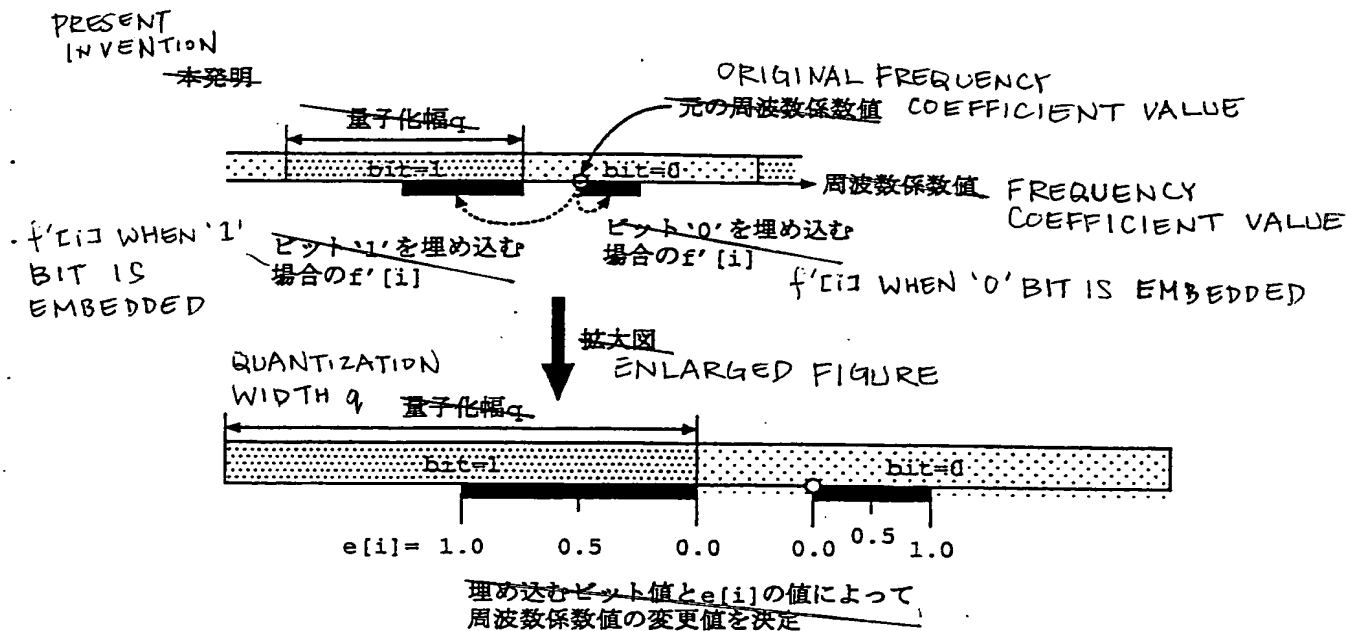 PRESENT
INVENTION
本発明
ORIGINAL FREQUENCY
元の周波数係数値 COEFFICIENT VALUE
量子化幅q
bit=1 bit=0
周波数係数値 FREQUENCY
COEFFICIENT VALUE
f'[i] WHEN '1'
BIT IS
EMBEDDED
ビット'1'を埋め込む
場合のf'[i]
ビット'0'を埋め込む
場合のf'[i]
f'[i] WHEN '0' BIT IS EMBEDDED
拡大図
ENLARGED FIGURE
QUANTIZATION
WIDTH q
量子化幅q
bit=1 bit=0
e[i]= 1.0 0.5 0.0 0.0 0.5 1.0
埋め込むビット値とe[i]の値によって
周波数係数値の変更値を決定